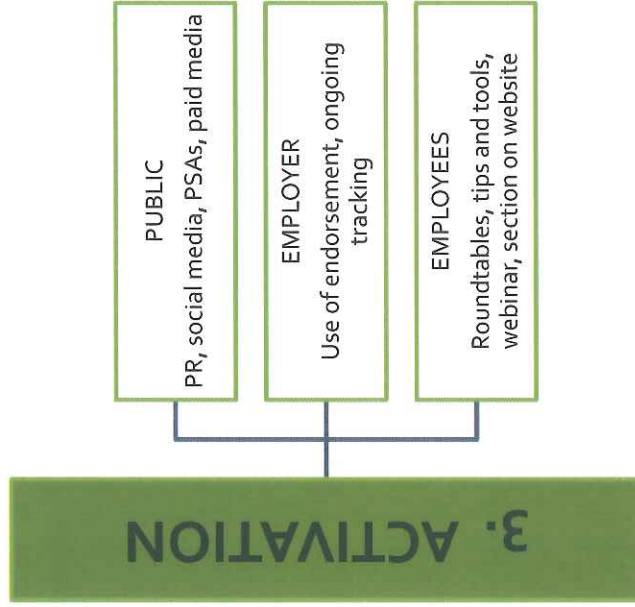 3. ACTIVATION
PUBLIC
PR, social media, PSAs, paid media
EMPLOYER
Use of endorsement, ongoing
tracking
EMPLOYEES
Roundtables, tips and tools,
webinar, section on website